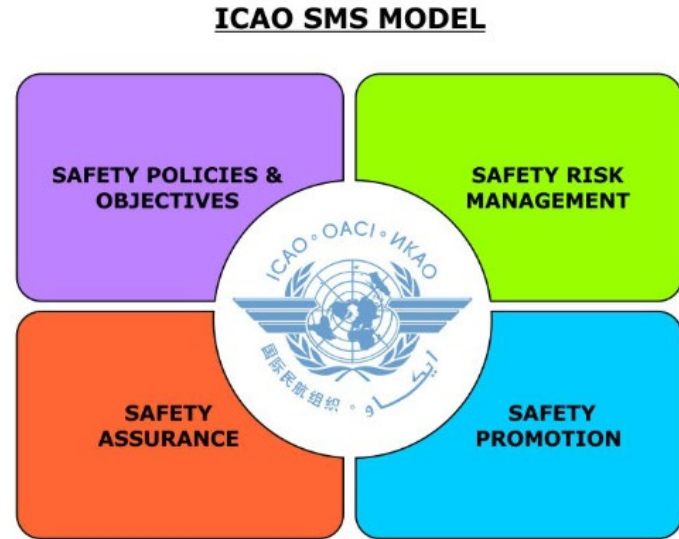 ICAO SMS MODEL
SAFETY POLICIES &
OBJECTIVES
SAFETY RISK
MANAGEMENT
ICAO ◦ OACI ◦ ИКАО
国际民航组织 ◦ ايكاو
SAFETY
ASSURANCE
SAFETY
PROMOTION